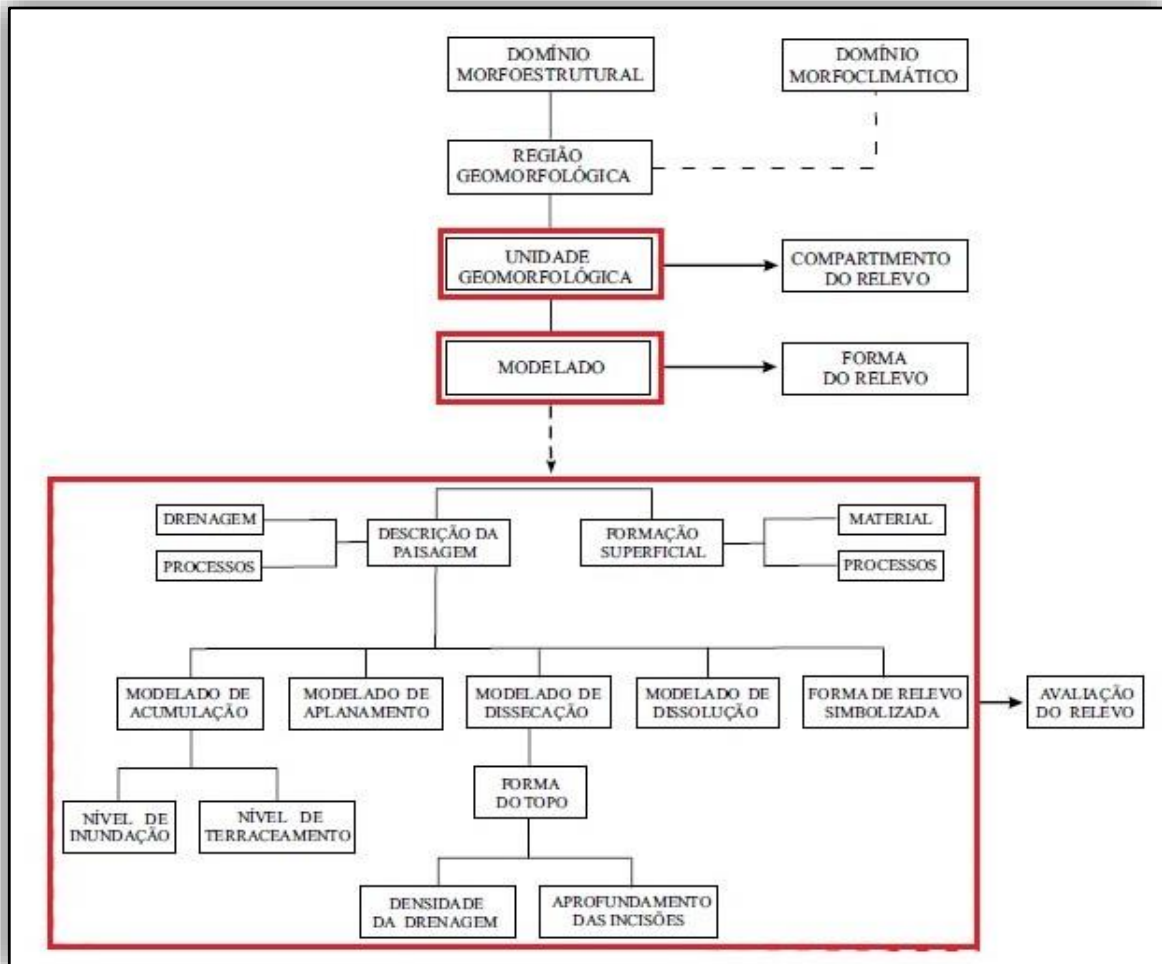 DOMÍNIO
MORFOESTRUTURAL
DOMÍNIO
MORFOCLIMÁTICO
REGIÃO
GEOMORFOLÓGICA
UNIDADE
GEOMORFOLÓGICA
COMPARTIMENTO
DO RELEVO
MODELADO
FORMA
DO RELEVO
DRENAGEM
PROCESSOS
DESCRIÇÃO DA
PAISAGEM
FORMAÇÃO
SUPERFICIAL
MATERIAL
PROCESSOS
MODELADO DE
ACUMULAÇÃO
MODELADO DE
APLANAMENTO
MODELADO DE
DISSECAÇÃO
MODELADO DE
DISSOLUÇÃO
FORMA DE RELEVO
SIMBOLIZADA
AVALIAÇÃO
DO RELEVO
NÍVEL DE
INUNDAÇÃO
NÍVEL DE
TERRACEAMENTO
FORMA
DO TOPO
DENSIDADE
DA DRENAGEM
APROFUNDAMENTO
DAS INCISÕES